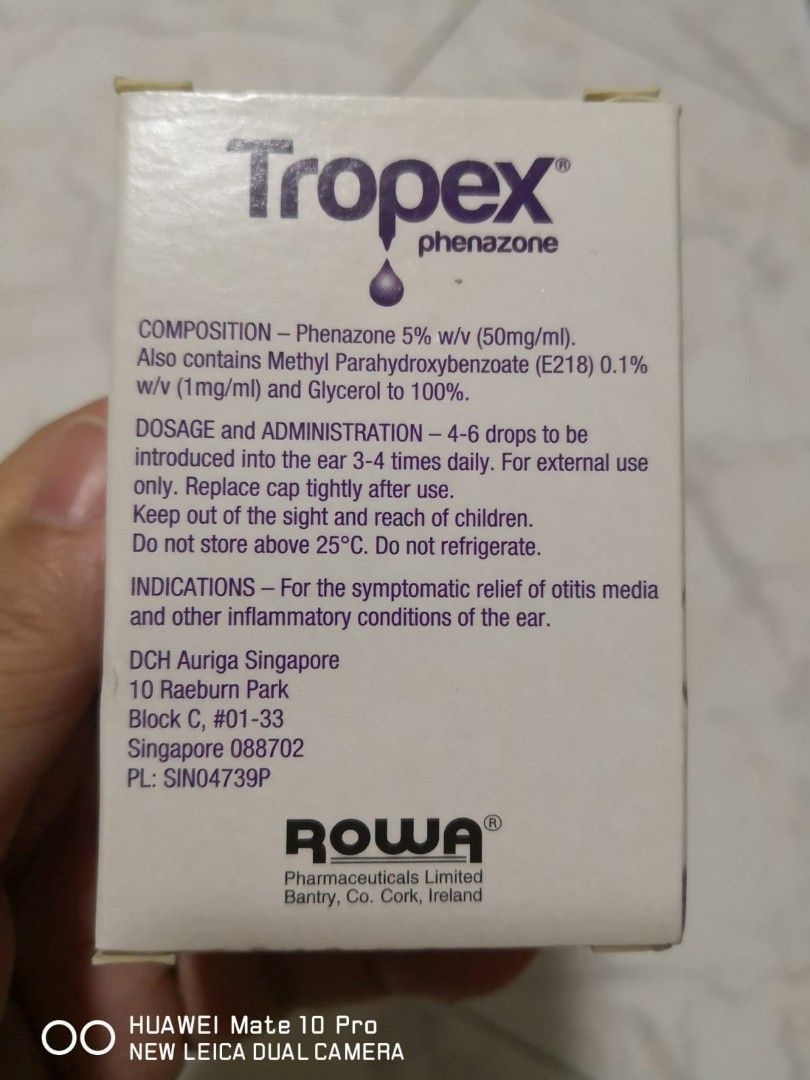 Tropex®
phenazone
COMPOSITION – Phenazone 5% w/v (50mg/ml).
Also contains Methyl Parahydroxybenzoate (E218) 0.1%
w/v (1mg/ml) and Glycerol to 100%.
DOSAGE and ADMINISTRATION – 4-6 drops to be
introduced into the ear 3-4 times daily. For external use
only. Replace cap tightly after use.
Keep out of the sight and reach of children.
Do not store above 25°C. Do not refrigerate.
INDICATIONS – For the symptomatic relief of otitis media
and other inflammatory conditions of the ear.
DCH Auriga Singapore
10 Raeburn Park
Block C, #01-33
Singapore 088702
PL: SIN04739P
ROWA®
Pharmaceuticals Limited
Bantry, Co. Cork, Ireland
HUAWEI Mate 10 Pro
NEW LEICA DUAL CAMERA